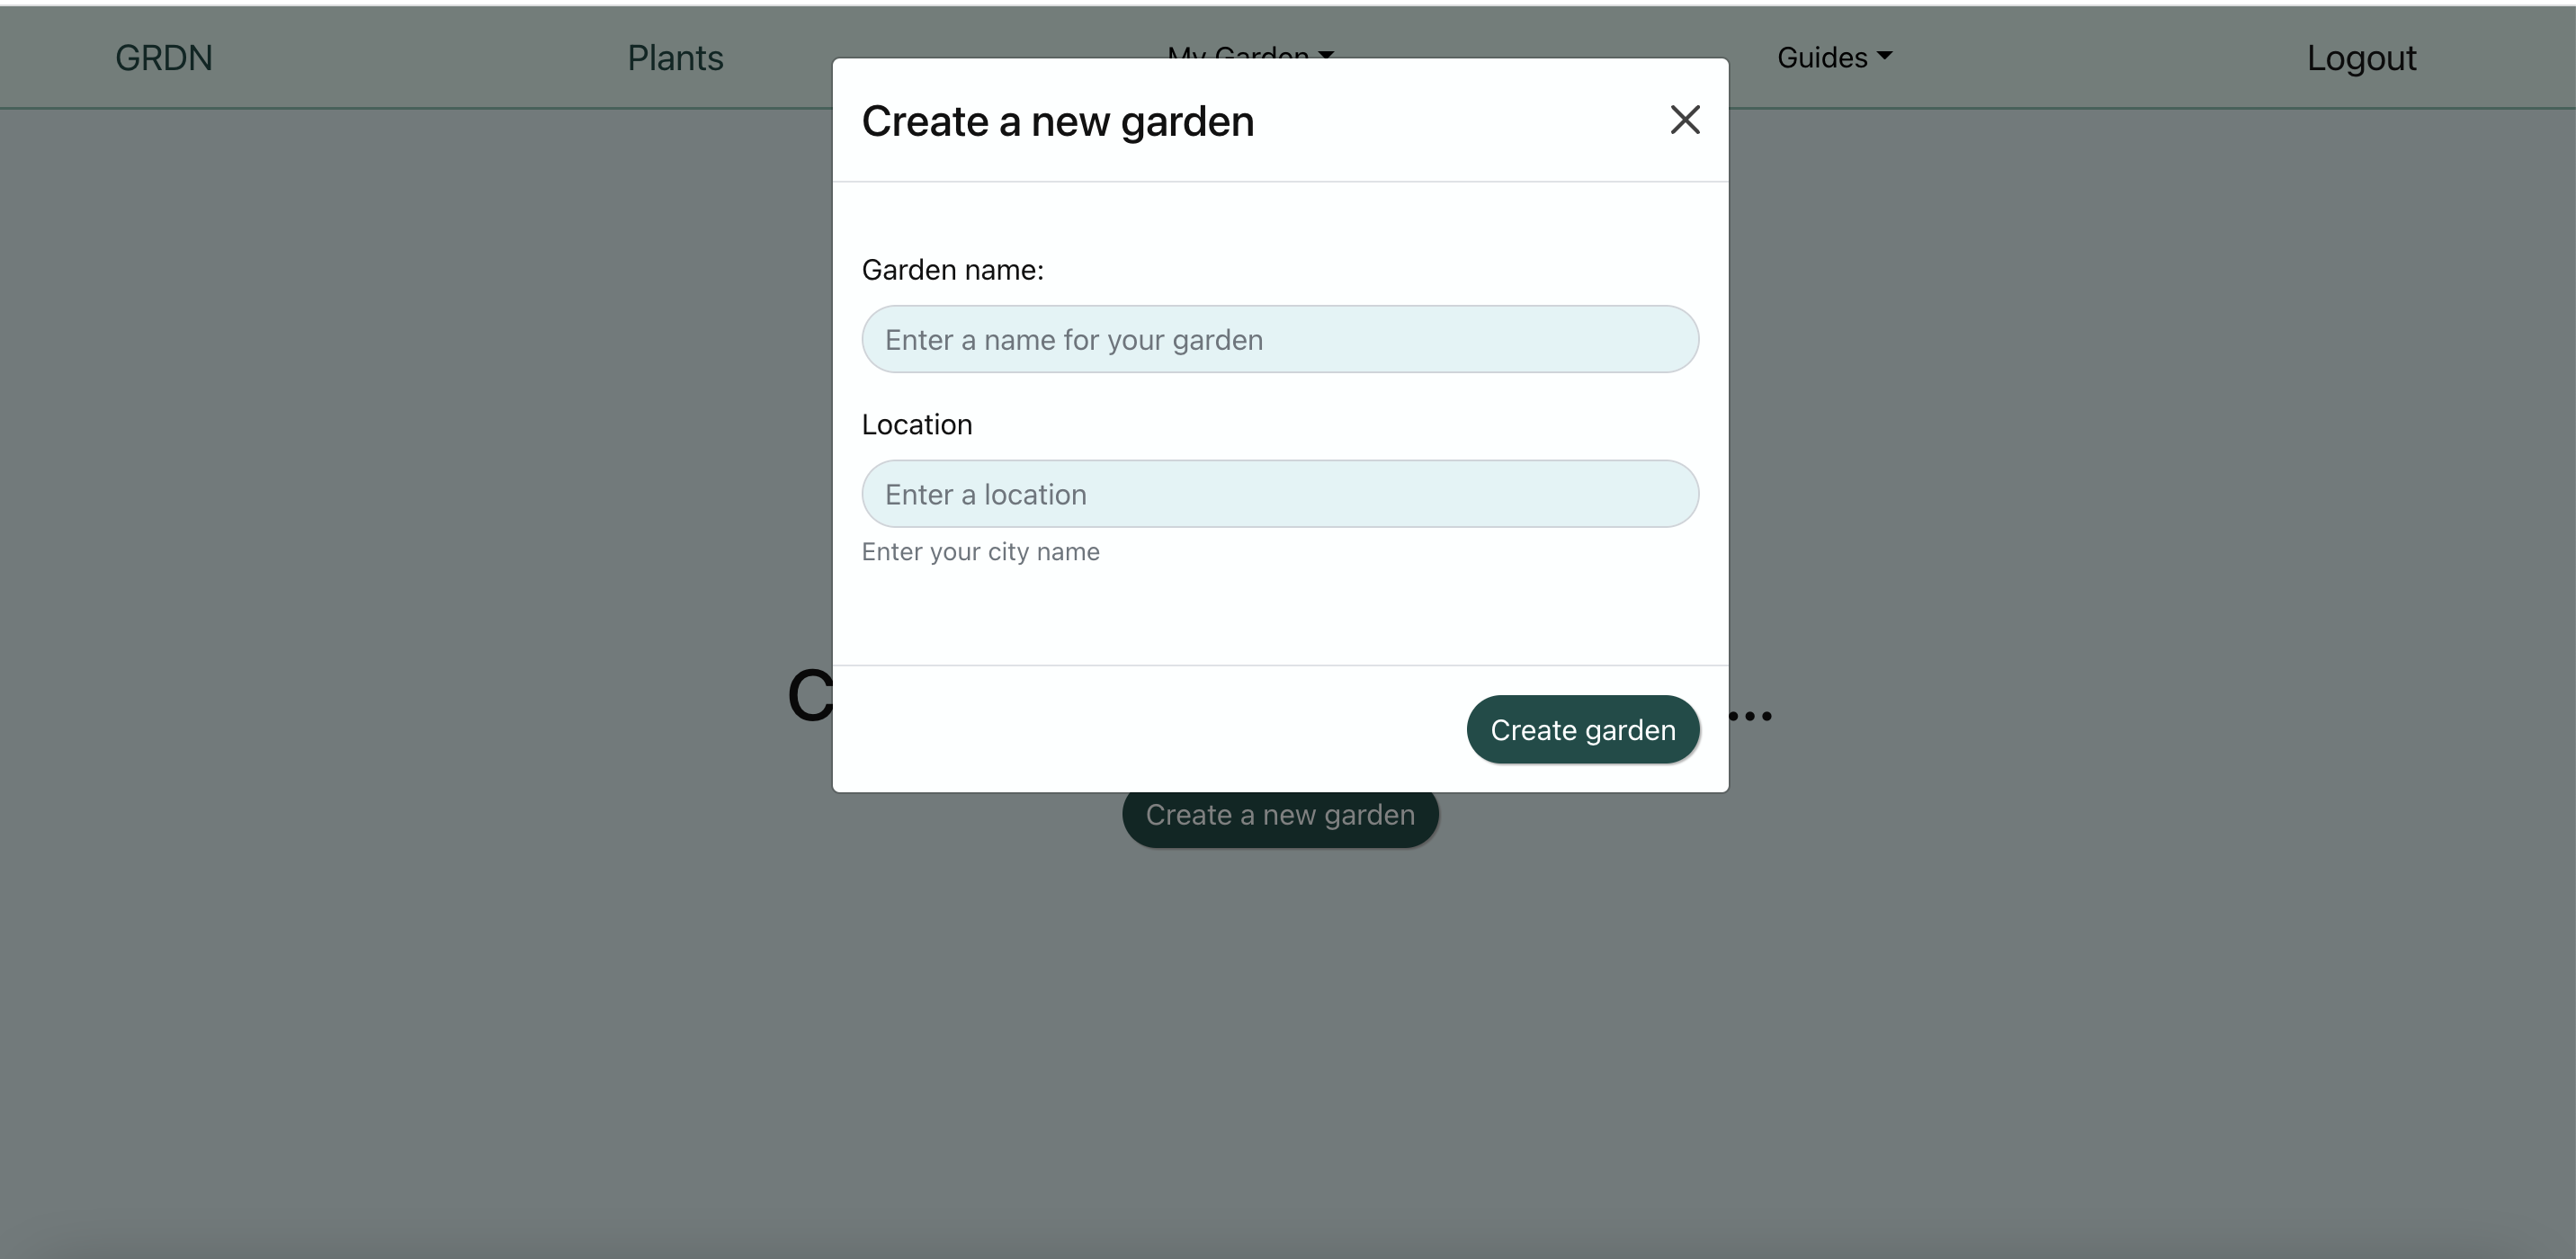 GRDN Plants My Garden Guides Logout
Create a new garden
Garden name:
Enter a name for your garden
Location
Enter a location
Enter your city name
C ...
Create garden
Create a new garden